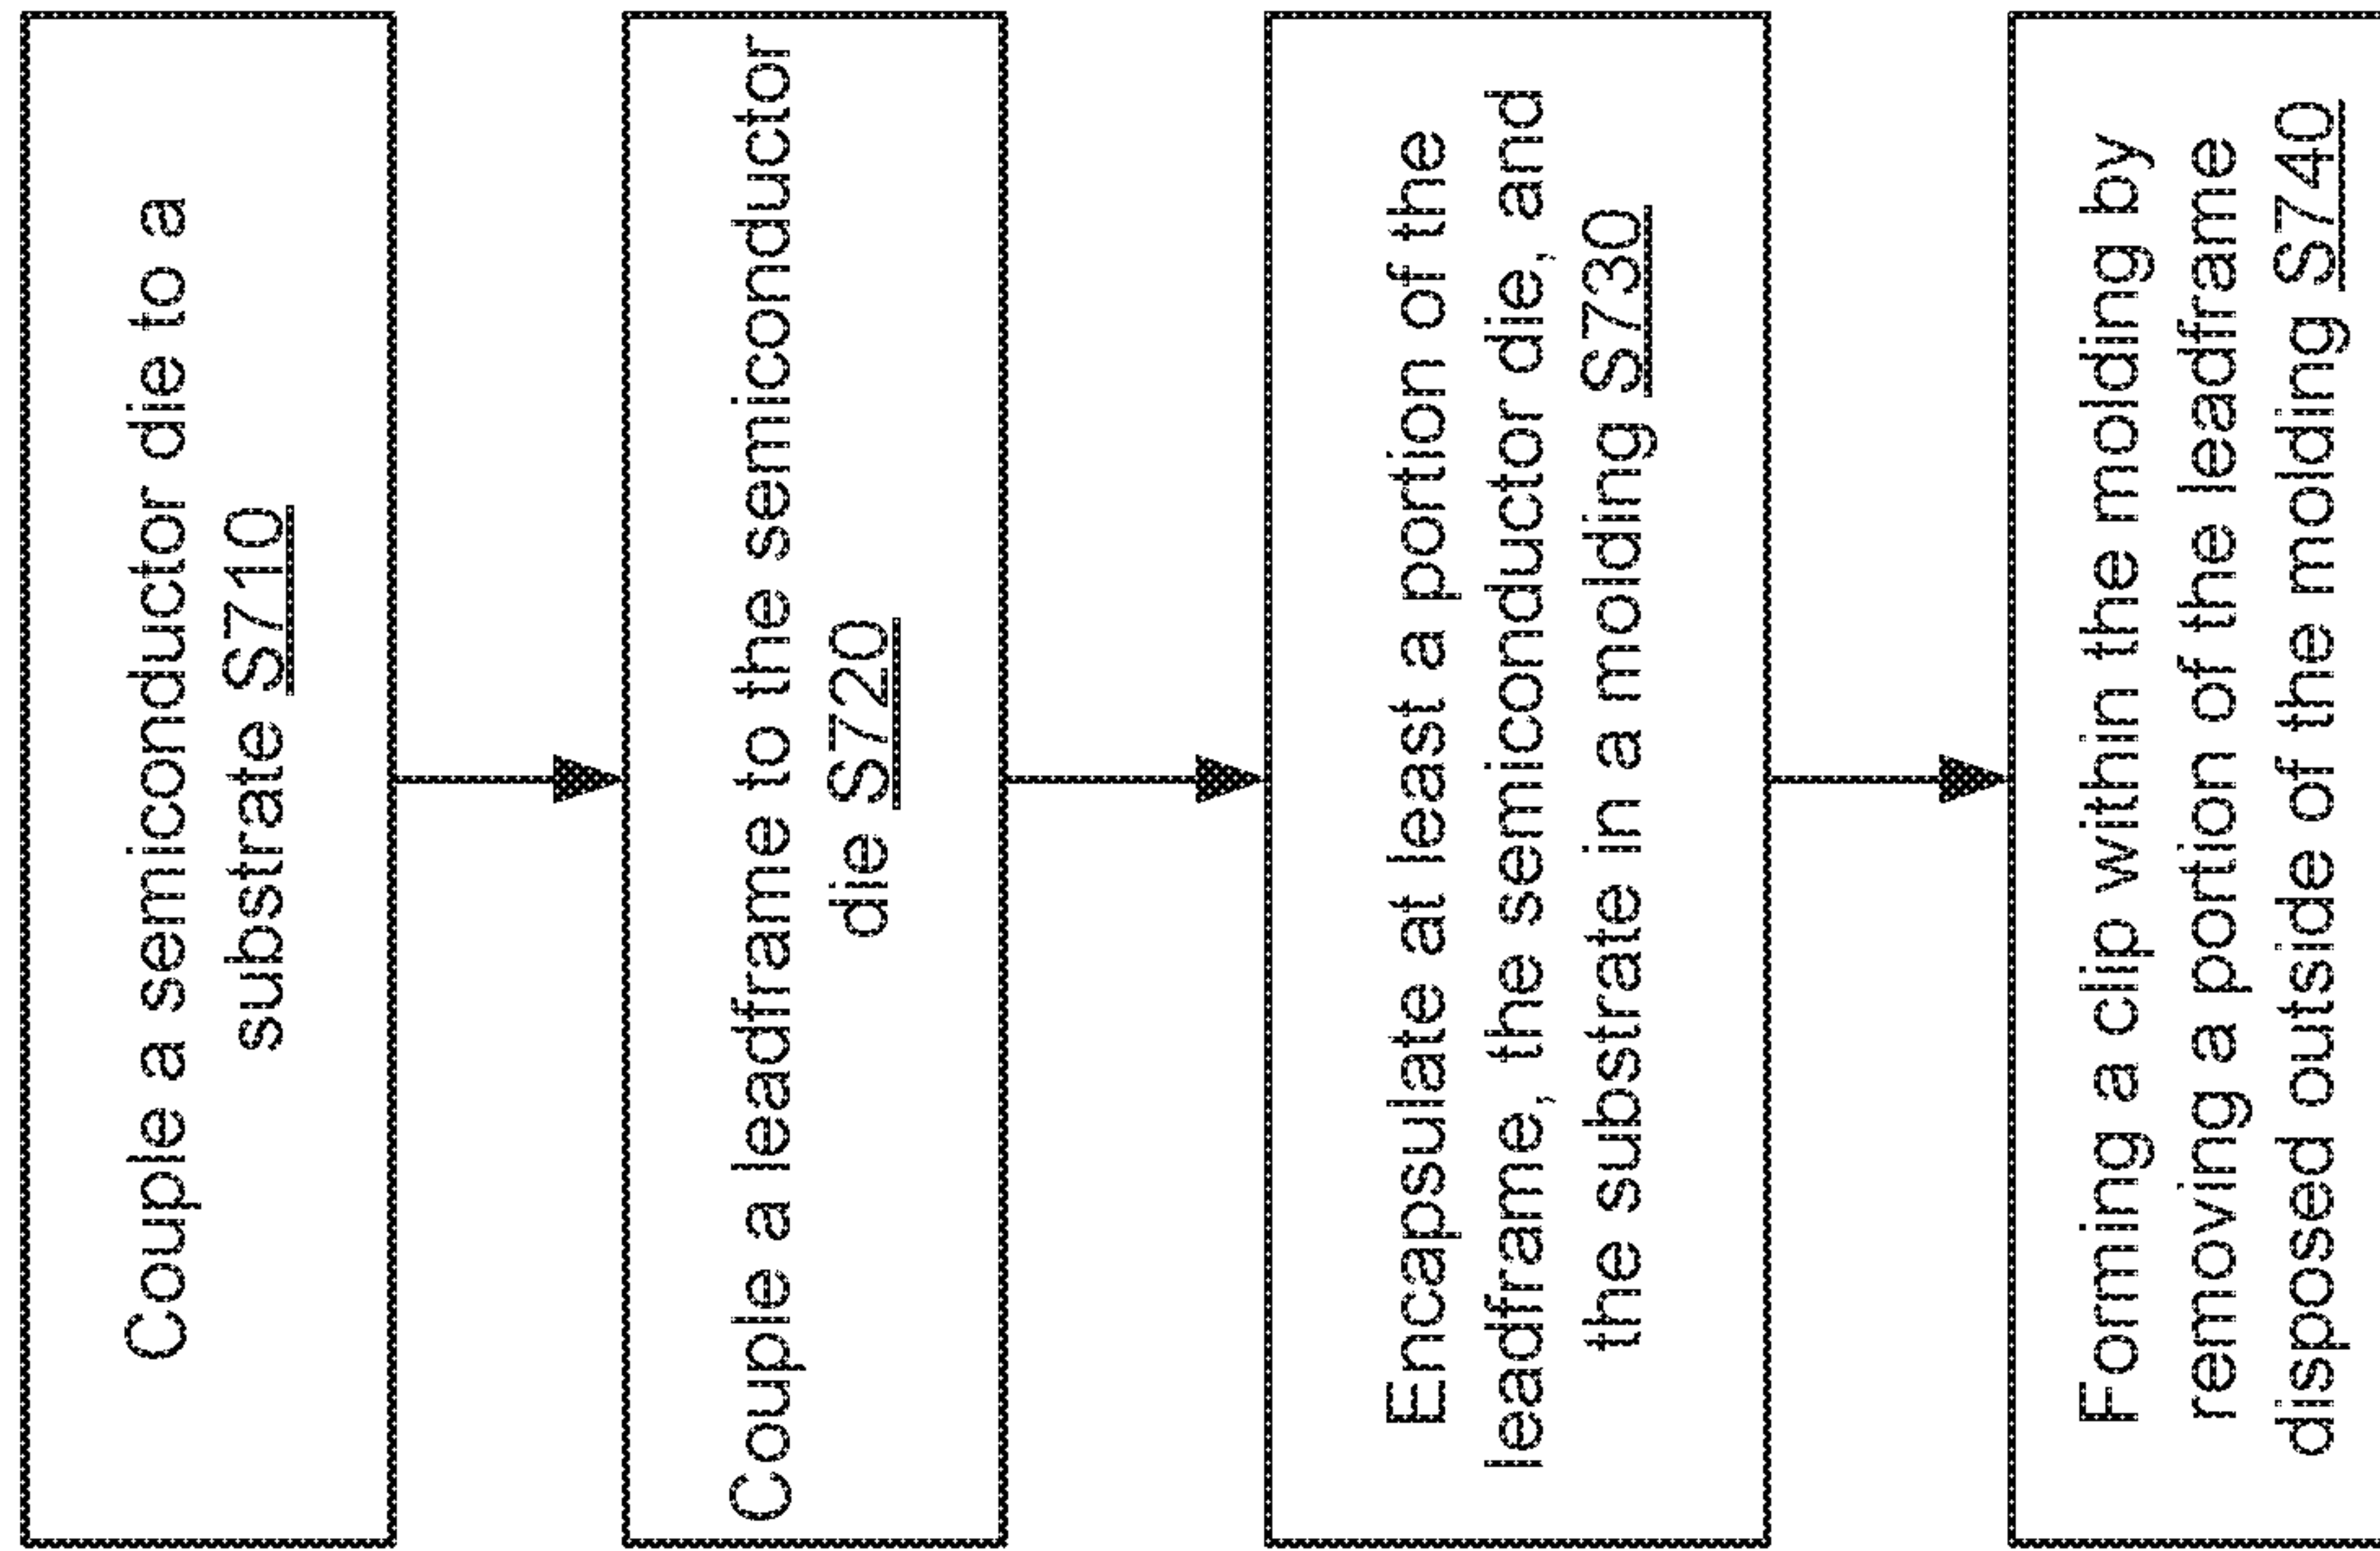 Couple a semiconductor die to a
substrate S710
Couple a leadframe to the semiconductor
die S720
Encapsulate at least a portion of the
leadframe, the semiconductor die, and
the substrate in a molding S730
Forming a clip within the molding by
removing a portion of the leadframe
disposed outside of the molding S740